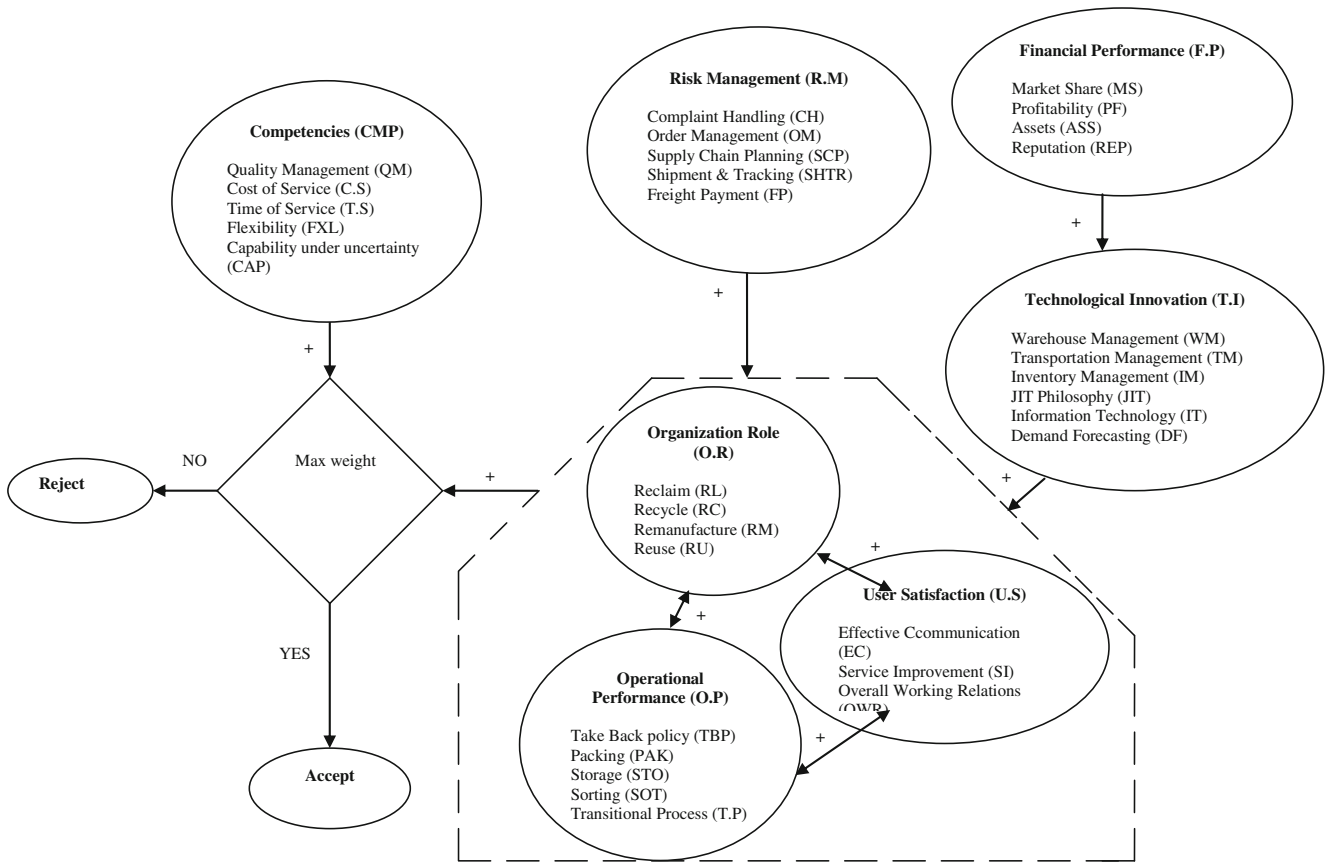 Financial Performance (F.P)
Market Share (MS)
Profitability (PF)
Assets (ASS)
Reputation (REP)
Risk Management (R.M)
Complaint Handling (CH)
Order Management (OM)
Supply Chain Planning (SCP)
Shipment & Tracking (SHTR)
Freight Payment (FP)
Competencies (CMP)
Quality Management (QM)
Cost of Service (C.S)
Time of Service (T.S)
Flexibility (FXL)
Capability under uncertainty
(CAP)
+
+
+
Technological Innovation (T.I)
Warehouse Management (WM)
Transportation Management (TM)
Inventory Management (IM)
JIT Philosophy (JIT)
Information Technology (IT)
Demand Forecasting (DF)
+
Max weight
NO
Reject
+
YES
Accept
Organization Role
(O.R)
Reclaim (RL)
Recycle (RC)
Remanufacture (RM)
Reuse (RU)
+
+
User Satisfaction (U.S)
Effective Ccommunication
(EC)
Service Improvement (SI)
Overall Working Relations
(OWR)
Operational
Performance (O.P)
Take Back policy (TBP)
Packing (PAK)
Storage (STO)
Sorting (SOT)
Transitional Process (T.P)
+